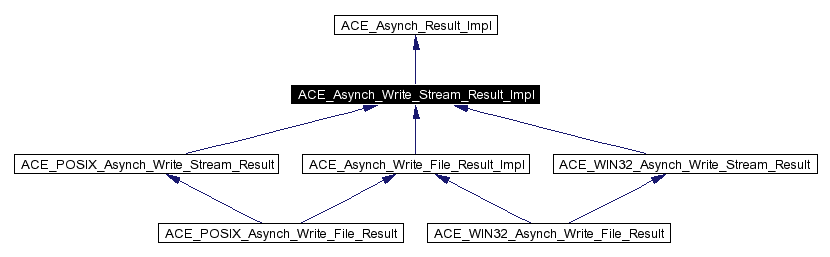 ACE_Asynch_Result_Impl
ACE_Asynch_Write_Stream_Result_Impl
ACE_POSIX_Asynch_Write_Stream_Result
ACE_Asynch_Write_File_Result_Impl
ACE_WIN32_Asynch_Write_Stream_Result
ACE_POSIX_Asynch_Write_File_Result
ACE_WIN32_Asynch_Write_File_Result